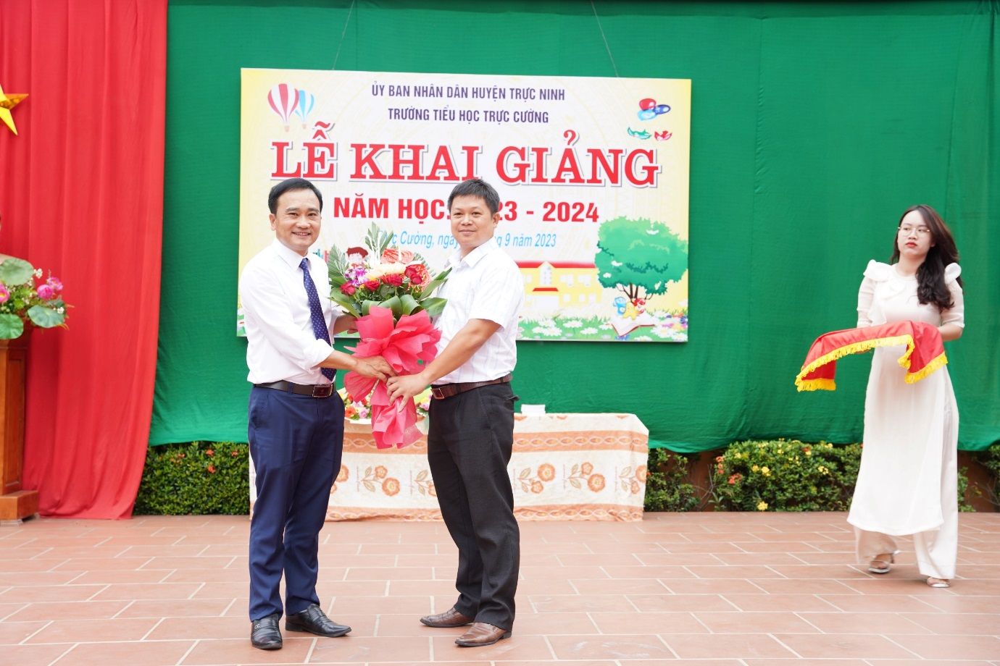 ỦY BAN NHÂN DÂN HUYỆN TRỰC NINH
TRƯỜNG TIỂU HỌC TRỰC CƯỜNG
LỄ KHAI GIẢNG
NĂM HỌC 23 - 2024
Cường, 9 năm 2023